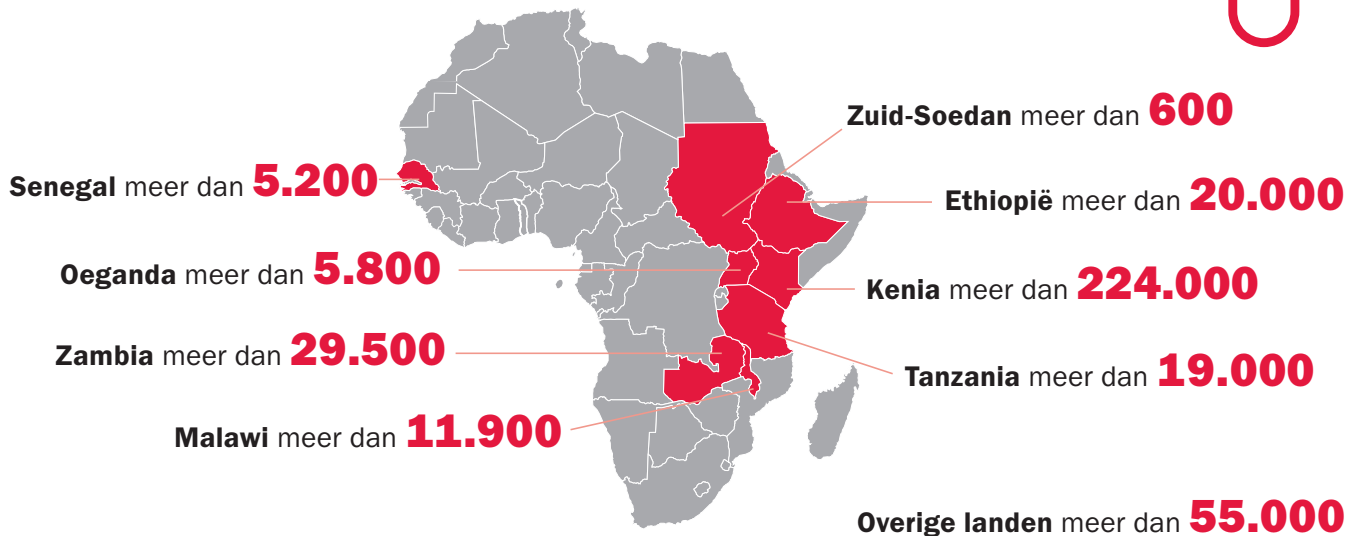 Zuid-Soedan meer dan 600
Senegal meer dan 5.200
Ethiopië meer dan 20.000
Oeganda meer dan 5.800
Kenia meer dan 224.000
Zambia meer dan 29.500
Tanzania meer dan 19.000
Malawi meer dan 11.900
Overige landen meer dan 55.000